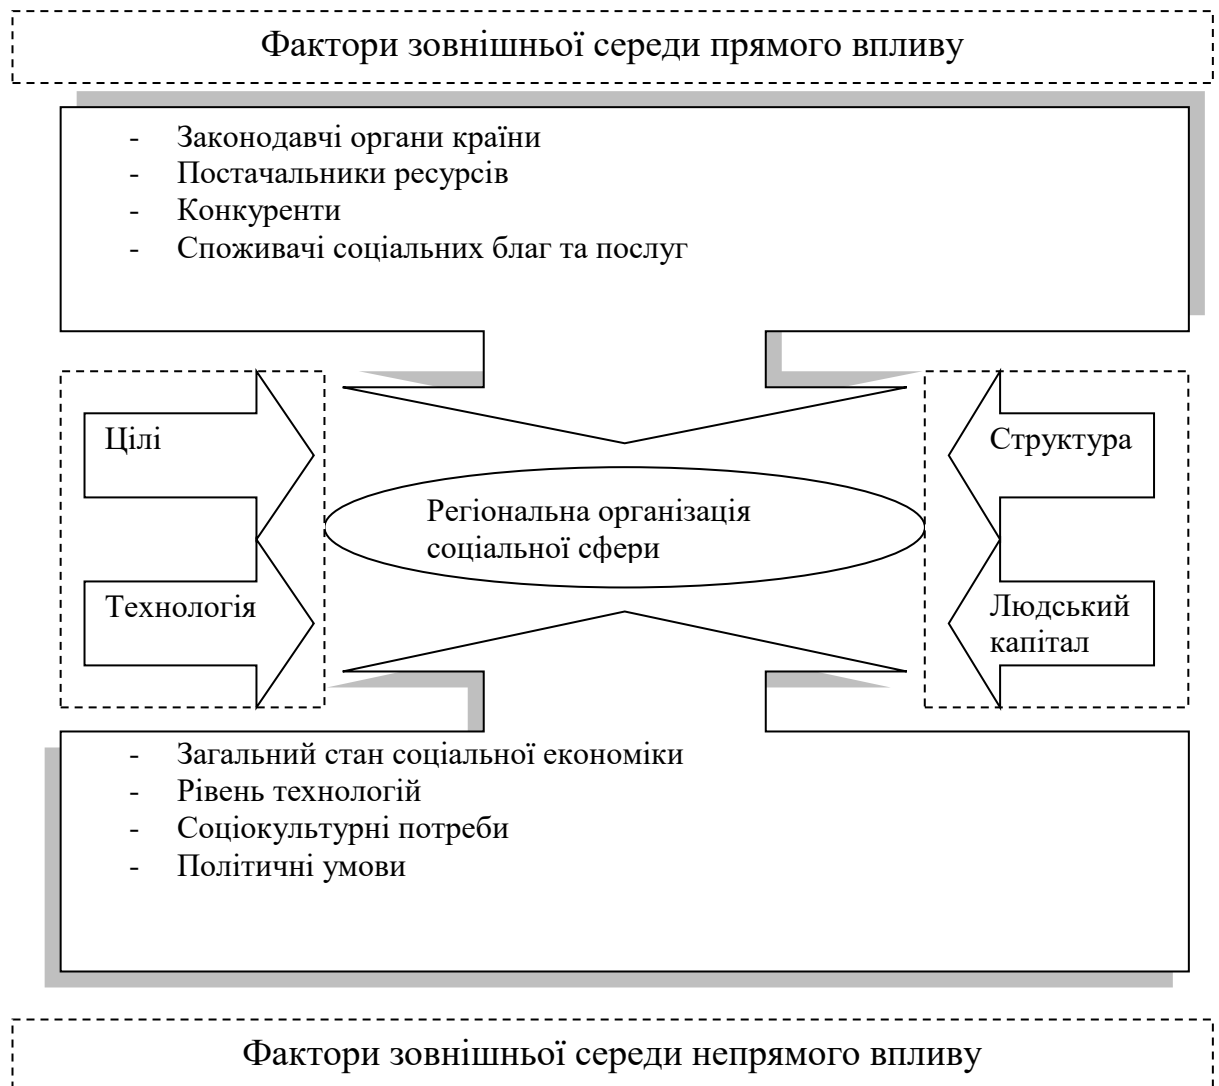 Фактори зовнішньої середи прямого впливу
- Законодавчі органи країни
- Постачальники ресурсів
- Конкуренти
- Споживачі соціальних благ та послуг
Цілі
Структура
Регіональна організація
соціальної сфери
Технологія
Людський
капітал
- Загальний стан соціальної економіки
- Рівень технологій
- Соціокультурні потреби
- Політичні умови
Фактори зовнішньої середи непрямого впливу